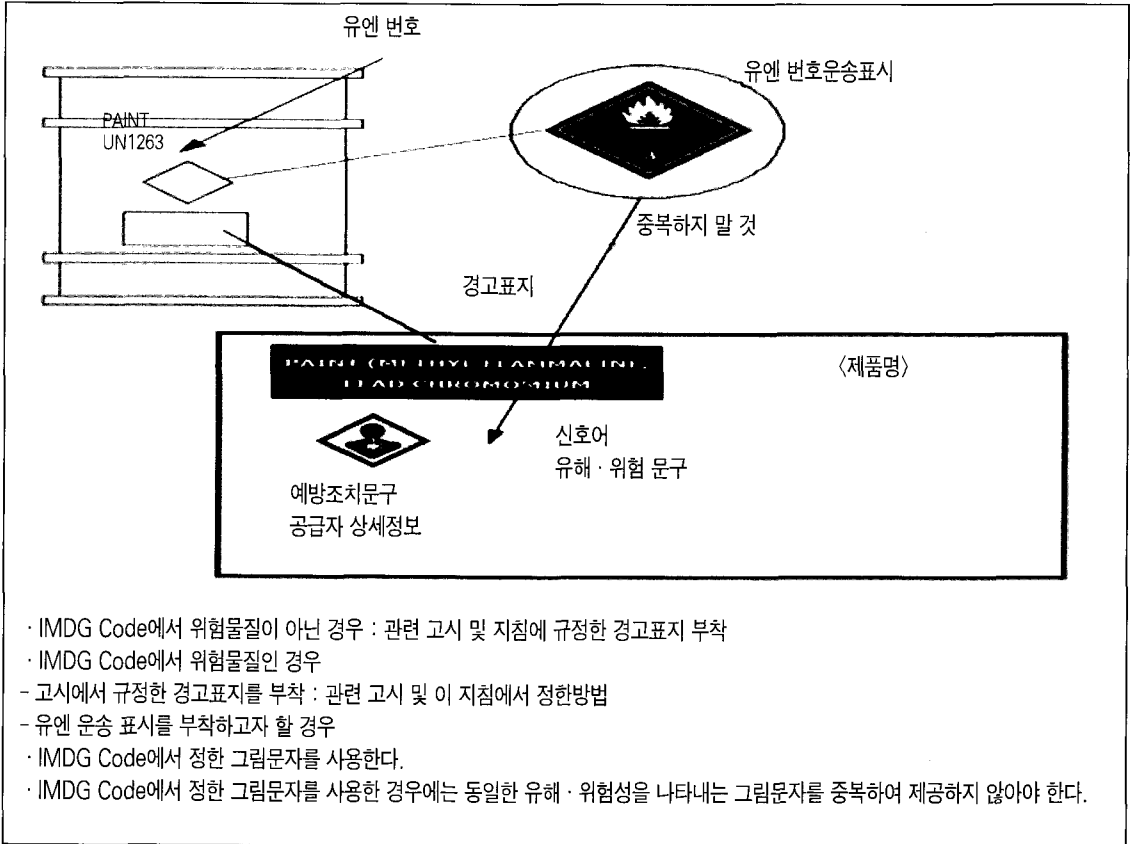 유엔 번호
유엔 번호운송표시
PAINT
UN1263
중복하지 말 것
경고표지
PAINT (METHYL FLANMALINE,
LEAD CHROMOMIUM
〈제품명〉
신호어
유해 · 위험 문구
예방조치문구
공급자 상세정보
· IMDG Code에서 위험물질이 아닌 경우 : 관련 고시 및 지침에 규정한 경고표지 부착
· IMDG Code에서 위험물질인 경우
- 고시에서 규정한 경고표지를 부착 : 관련 고시 및 이 지침에서 정한방법
- 유엔 운송 표시를 부착하고자 할 경우
· IMDG Code에서 정한 그림문자를 사용한다.
· IMDG Code에서 정한 그림문자를 사용한 경우에는 동일한 유해 · 위험성을 나타내는 그림문자를 중복하여 제공하지 않아야 한다.